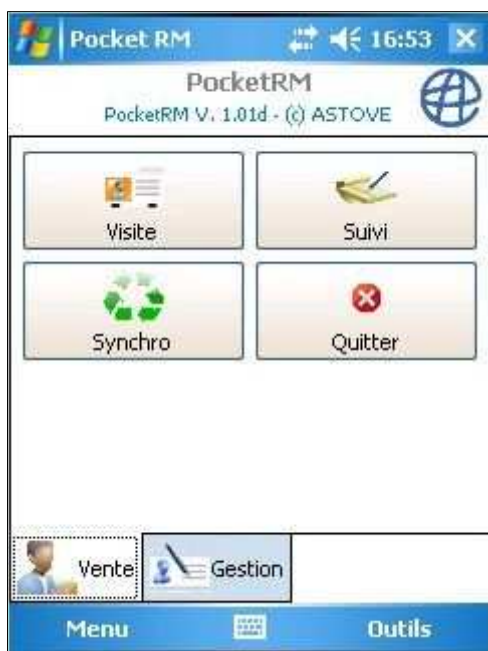 Pocket RM 16:53
PocketRM
PocketRM V. 1.01d - (c) ASTOVE
Visite Suivi
Synchro Quitter
Vente Gestion
Menu Outils